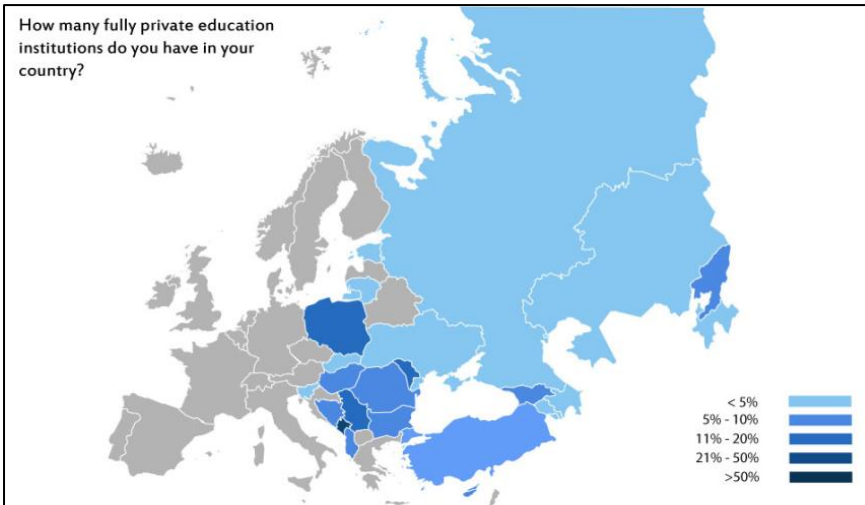 How many fully private education
institutions do you have in your
country?
< 5%
5% - 10%
11% - 20%
21% - 50%
>50%